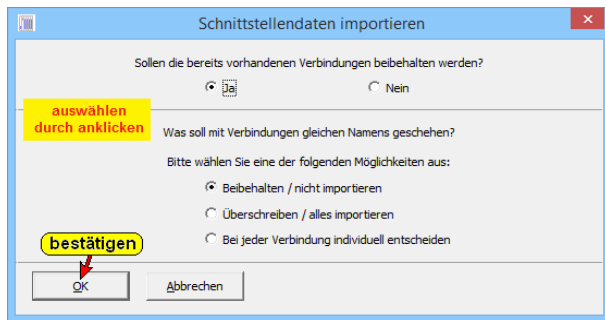 Schnittstellendaten importieren
Sollen die bereits vorhandenen Verbindungen beibehalten werden?
Ja
Nein
auswählen
durch anklicken
Was soll mit Verbindungen gleichen Namens geschehen?
Bitte wählen Sie eine der folgenden Möglichkeiten aus:
Beibehalten / nicht importieren
Überschreiben / alles importieren
Bei jeder Verbindung individuell entscheiden
bestätigen
OK
Abbrechen